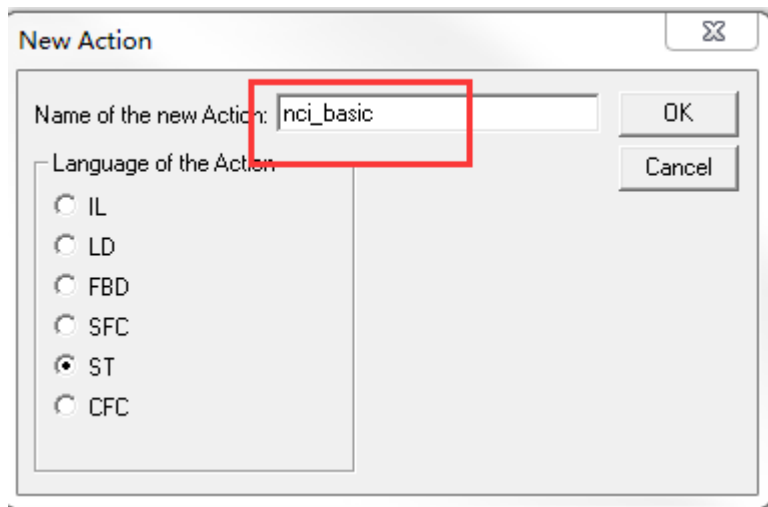 New Action
Name of the new Action: nci_basic
OK
Language of the Action
Cancel
IL
LD
FBD
SFC
ST
CFC